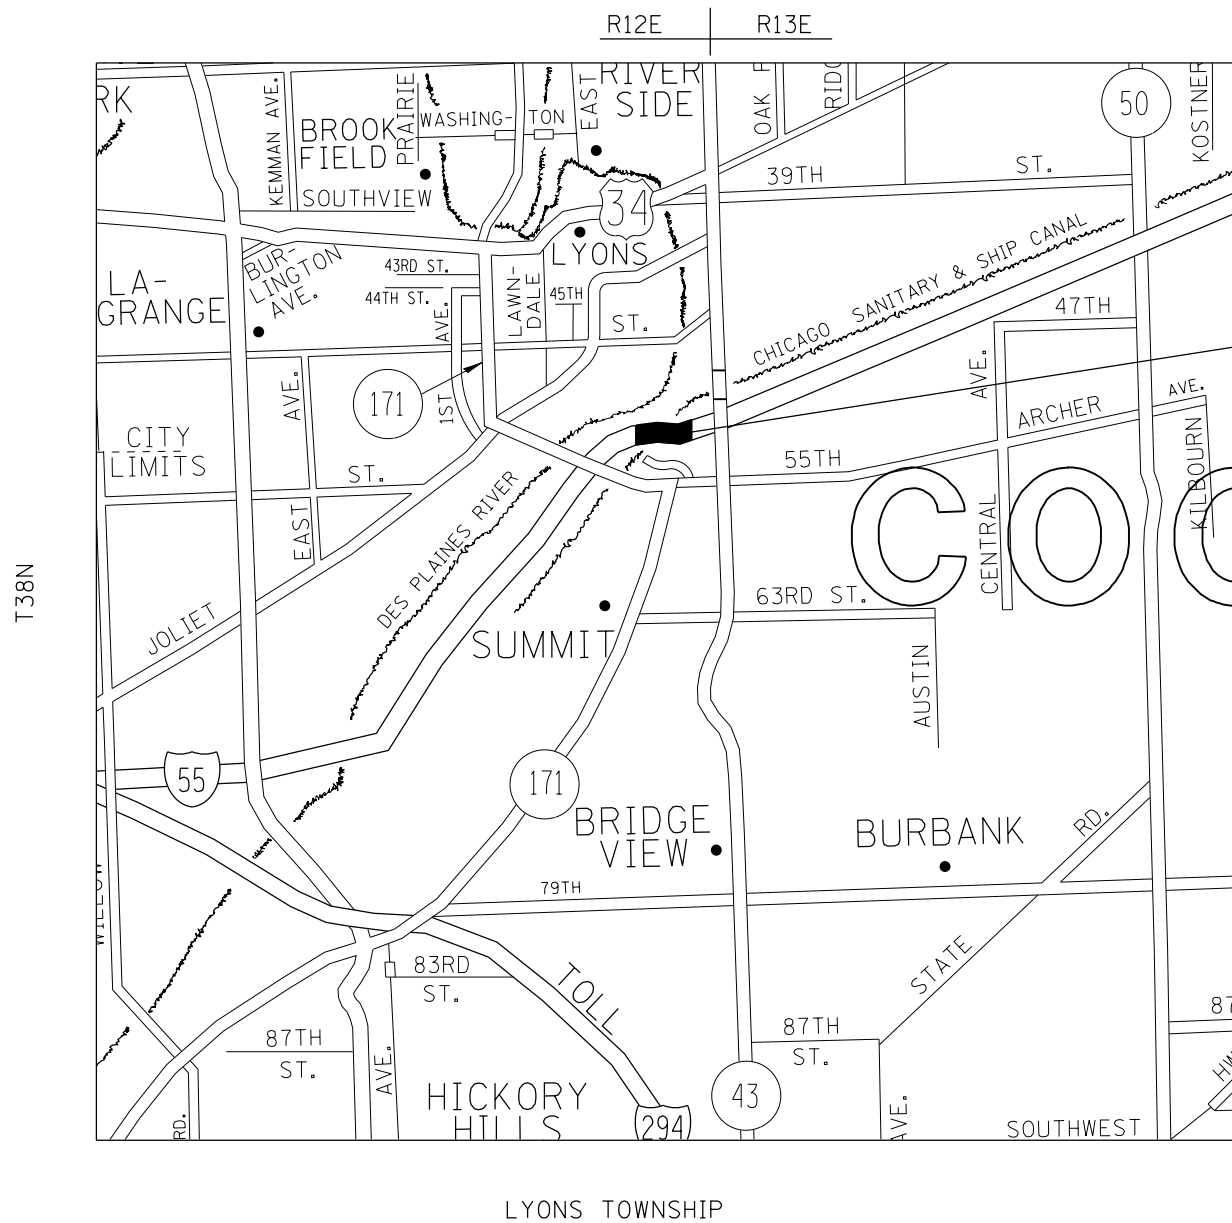 R12E
R13E
RK
KEMMAN AVE.
BROOK
FIELD
PRAIRIE
WASHING-
TON
EAST
RIVER
SIDE
OAK
50
KOSTNER
SOUTHVIEW
34
39TH
ST.
LYONS
BUR-
LINGTON
AVE.
LA-
GRANGE
43RD ST.
44TH ST.
AVE.
LAWN-
DALE
45TH
ST.
CHICAGO SANITARY & SHIP CANAL
47TH
AVE.
171
1ST
AVE.
ARCHER
AVE.
CITY
LIMITS
ST.
55TH
KILBOURN
EAST
DES PLAINES RIVER
CENTRAL
CO
T38N
JOLIET
63RD ST.
SUMMIT
AUSTIN
55
171
BRIDGE
VIEW
BURBANK
RD.
79TH
WILLOW
STATE
83RD
ST.
TOLL
87TH
ST.
87TH
ST.
AVE.
43
HICKORY
HILLS
294
RD.
AVE.
SOUTHWEST
LYONS TOWNSHIP